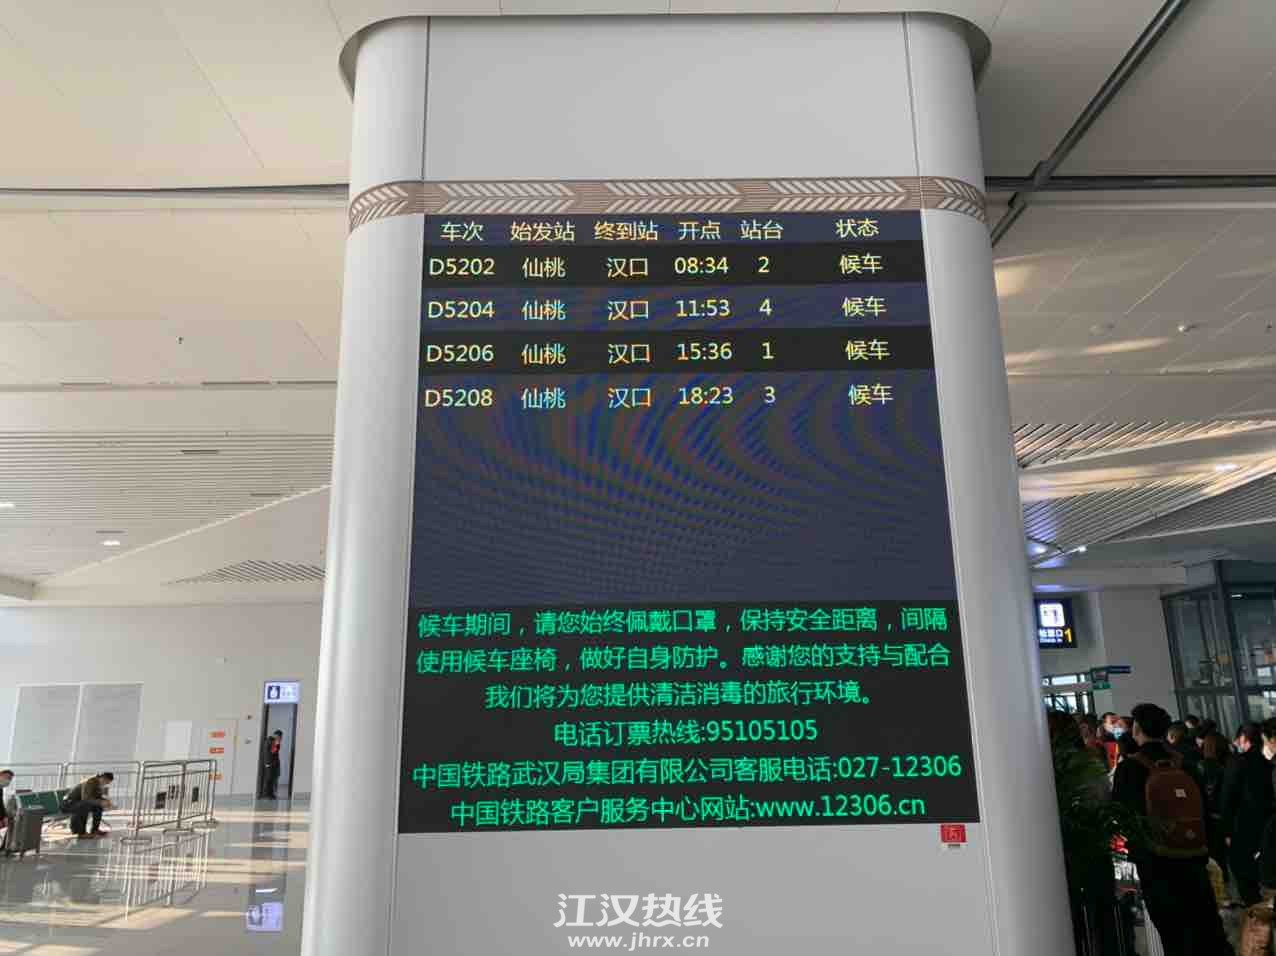 车次 始发站 终到站 开点 站台 状态
D5202 仙桃 汉口 08:34 2 候车
D5204 仙桃 汉口 11:53 4 候车
D5206 仙桃 汉口 15:36 1 候车
D5208 仙桃 汉口 18:23 3 候车
候车期间，请您始终佩戴口罩，保持安全距离，间隔
使用候车座椅，做好自身防护。感谢您的支持与配合
我们将为您提供清洁消毒的旅行环境。
电话订票热线:95105105
中国铁路武汉局集团有限公司客服电话:027-12306
中国铁路客户服务中心网站:www.12306.cn
检票口1
江汉热线
www.jhrx.cn